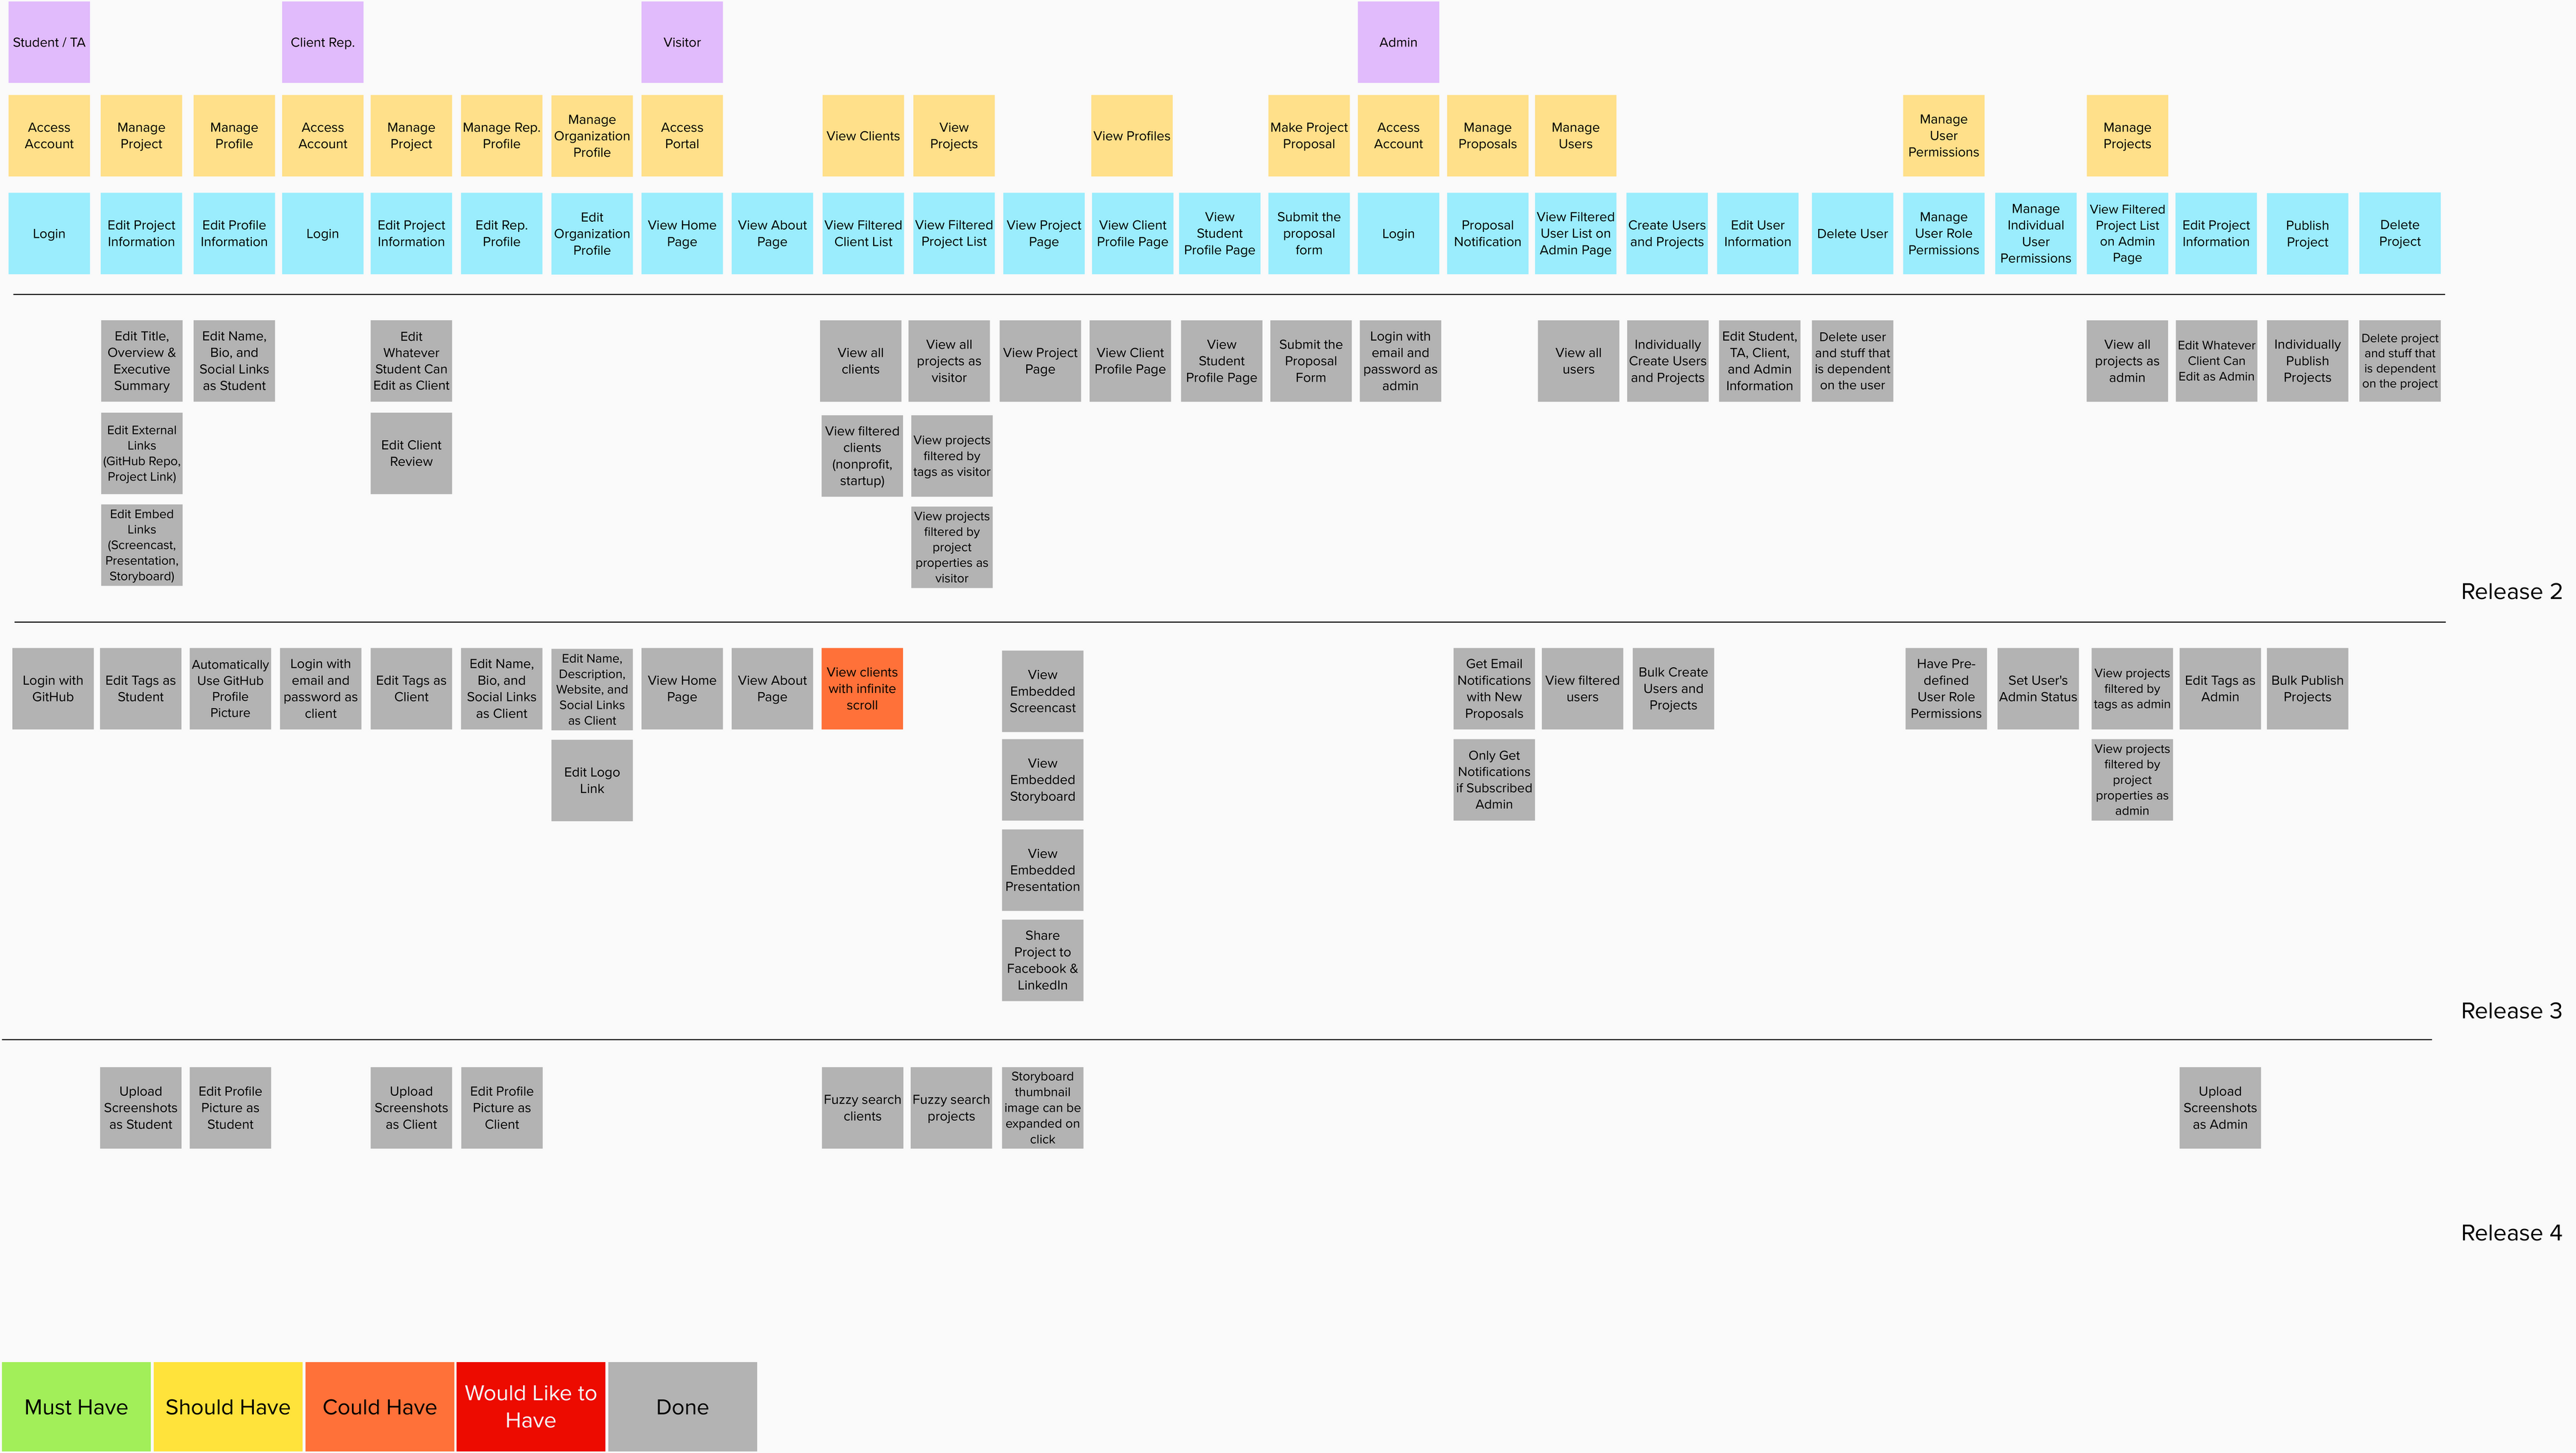 Student / TA
Client Rep.
Visitor
Admin
Access
Account
Manage
Project
Manage
Profile
Access
Account
Manage
Project
Manage Rep.
Profile
Manage
Organization
Profile
Access
Portal
View Clients
View
Projects
View Profiles
Make Project
Proposal
Access
Account
Manage
Proposals
Manage
Users
Manage
User
Permissions
Manage
Projects
Login
Edit Project
Information
Edit Profile
Information
Login
Edit Project
Information
Edit Rep.
Profile
Edit
Organization
Profile
View Home
Page
View About
Page
View Filtered
Client List
View Filtered
Project List
View Project
Page
View Client
Profile Page
View
Student
Profile Page
Submit the
proposal
form
Login
Proposal
Notification
View Filtered
User List on
Admin Page
Create Users
and Projects
Edit User
Information
Delete User
Manage
User Role
Permissions
Manage
Individual
User
Permissions
View Filtered
Project List
on Admin
Page
Edit Project
Information
Publish
Project
Delete
Project
Edit Title,
Overview &
Executive
Summary
Edit Name,
Bio, and
Social Links
as Student
Edit
Whatever
Student Can
Edit as Client
View all
clients
View all
projects as
visitor
View Project
Page
View Client
Profile Page
View
Student
Profile Page
Submit the
Proposal
Form
Login with
email and
password as
admin
View all
users
Individually
Create Users
and Projects
Edit Student,
TA, Client,
and Admin
Information
Delete user
and stuff that
is dependent
on the user
View all
projects as
admin
Edit Whatever
Client Can
Edit as Admin
Individually
Publish
Projects
Delete project
and stuff that
is dependent
on the project
Edit External
Links
(GitHub Repo,
Project Link)
Edit Client
Review
View filtered
clients
(nonprofit,
startup)
View projects
filtered by
tags as visitor
Edit Embed
Links
(Screencast,
Presentation,
Storyboard)
View projects
filtered by
project
properties as
visitor
Release 2
Login with
GitHub
Edit Tags as
Student
Automatically
Use GitHub
Profile
Picture
Login with
email and
password as
client
Edit Tags as
Client
Edit Name,
Bio, and
Social Links
as Client
Edit Name,
Description,
Website, and
Social Links
as Client
View Home
Page
View About
Page
View clients
with infinite
scroll
View
Embedded
Screencast
Get Email
Notifications
with New
Proposals
View filtered
users
Bulk Create
Users and
Projects
Have Pre-
defined
User Role
Permissions
Set User's
Admin Status
View projects
filtered by
tags as admin
Edit Tags as
Admin
Bulk Publish
Projects
Edit Logo
Link
View
Embedded
Storyboard
Only Get
Notifications
if Subscribed
Admin
View projects
filtered by
project
properties as
admin
View
Embedded
Presentation
Share
Project to
Facebook &
LinkedIn
Release 3
Upload
Screenshots
as Student
Edit Profile
Picture as
Student
Upload
Screenshots
as Client
Edit Profile
Picture as
Client
Fuzzy search
clients
Fuzzy search
projects
Storyboard
thumbnail
image can be
expanded on
click
Upload
Screenshots
as Admin
Release 4
Must Have
Should Have
Could Have
Would Like to
Have
Done